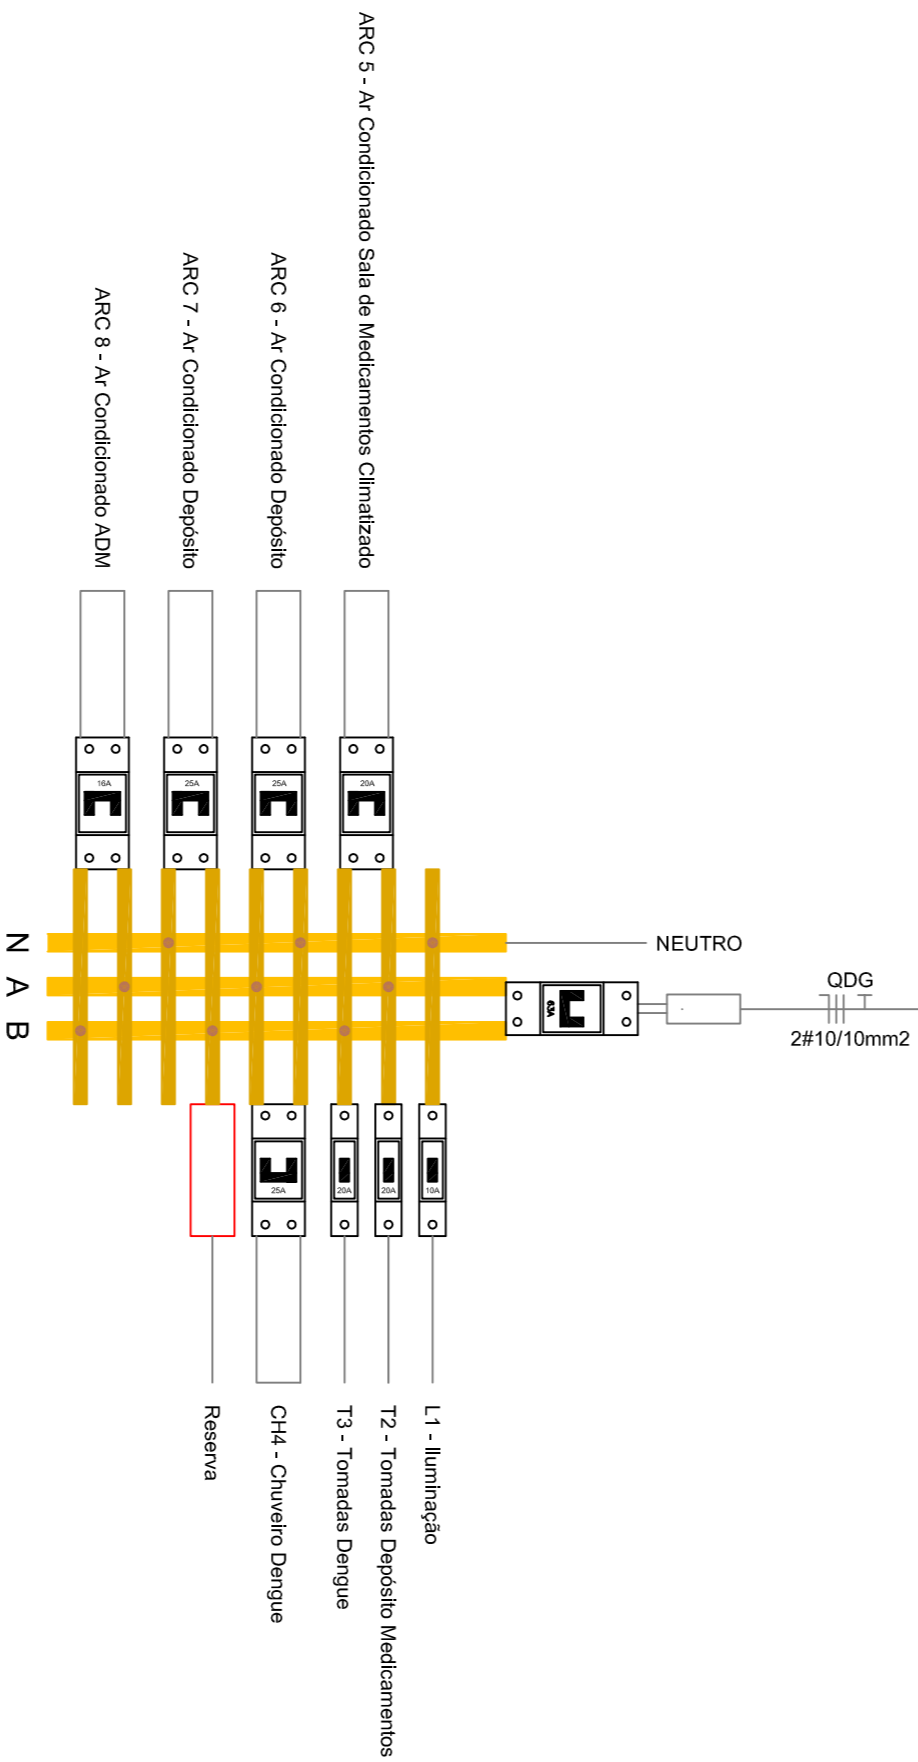 ARC 5 - Ar Condicionado Sala de Medicamentos Climatizado
ARC 6 - Ar Condicionado Depósito
ARC 7 - Ar Condicionado Depósito
ARC 8 - Ar Condicionado ADM
16A
25A
25A
20A
N
A
B
NEUTRO
63A
QDG
2#10/10mm2
25A
20A
20A
10A
L1 - Iluminação
T2 - Tomadas Depósito Medicamentos
T3 - Tomadas Dengue
CH4 - Chuveiro Dengue
Reserva